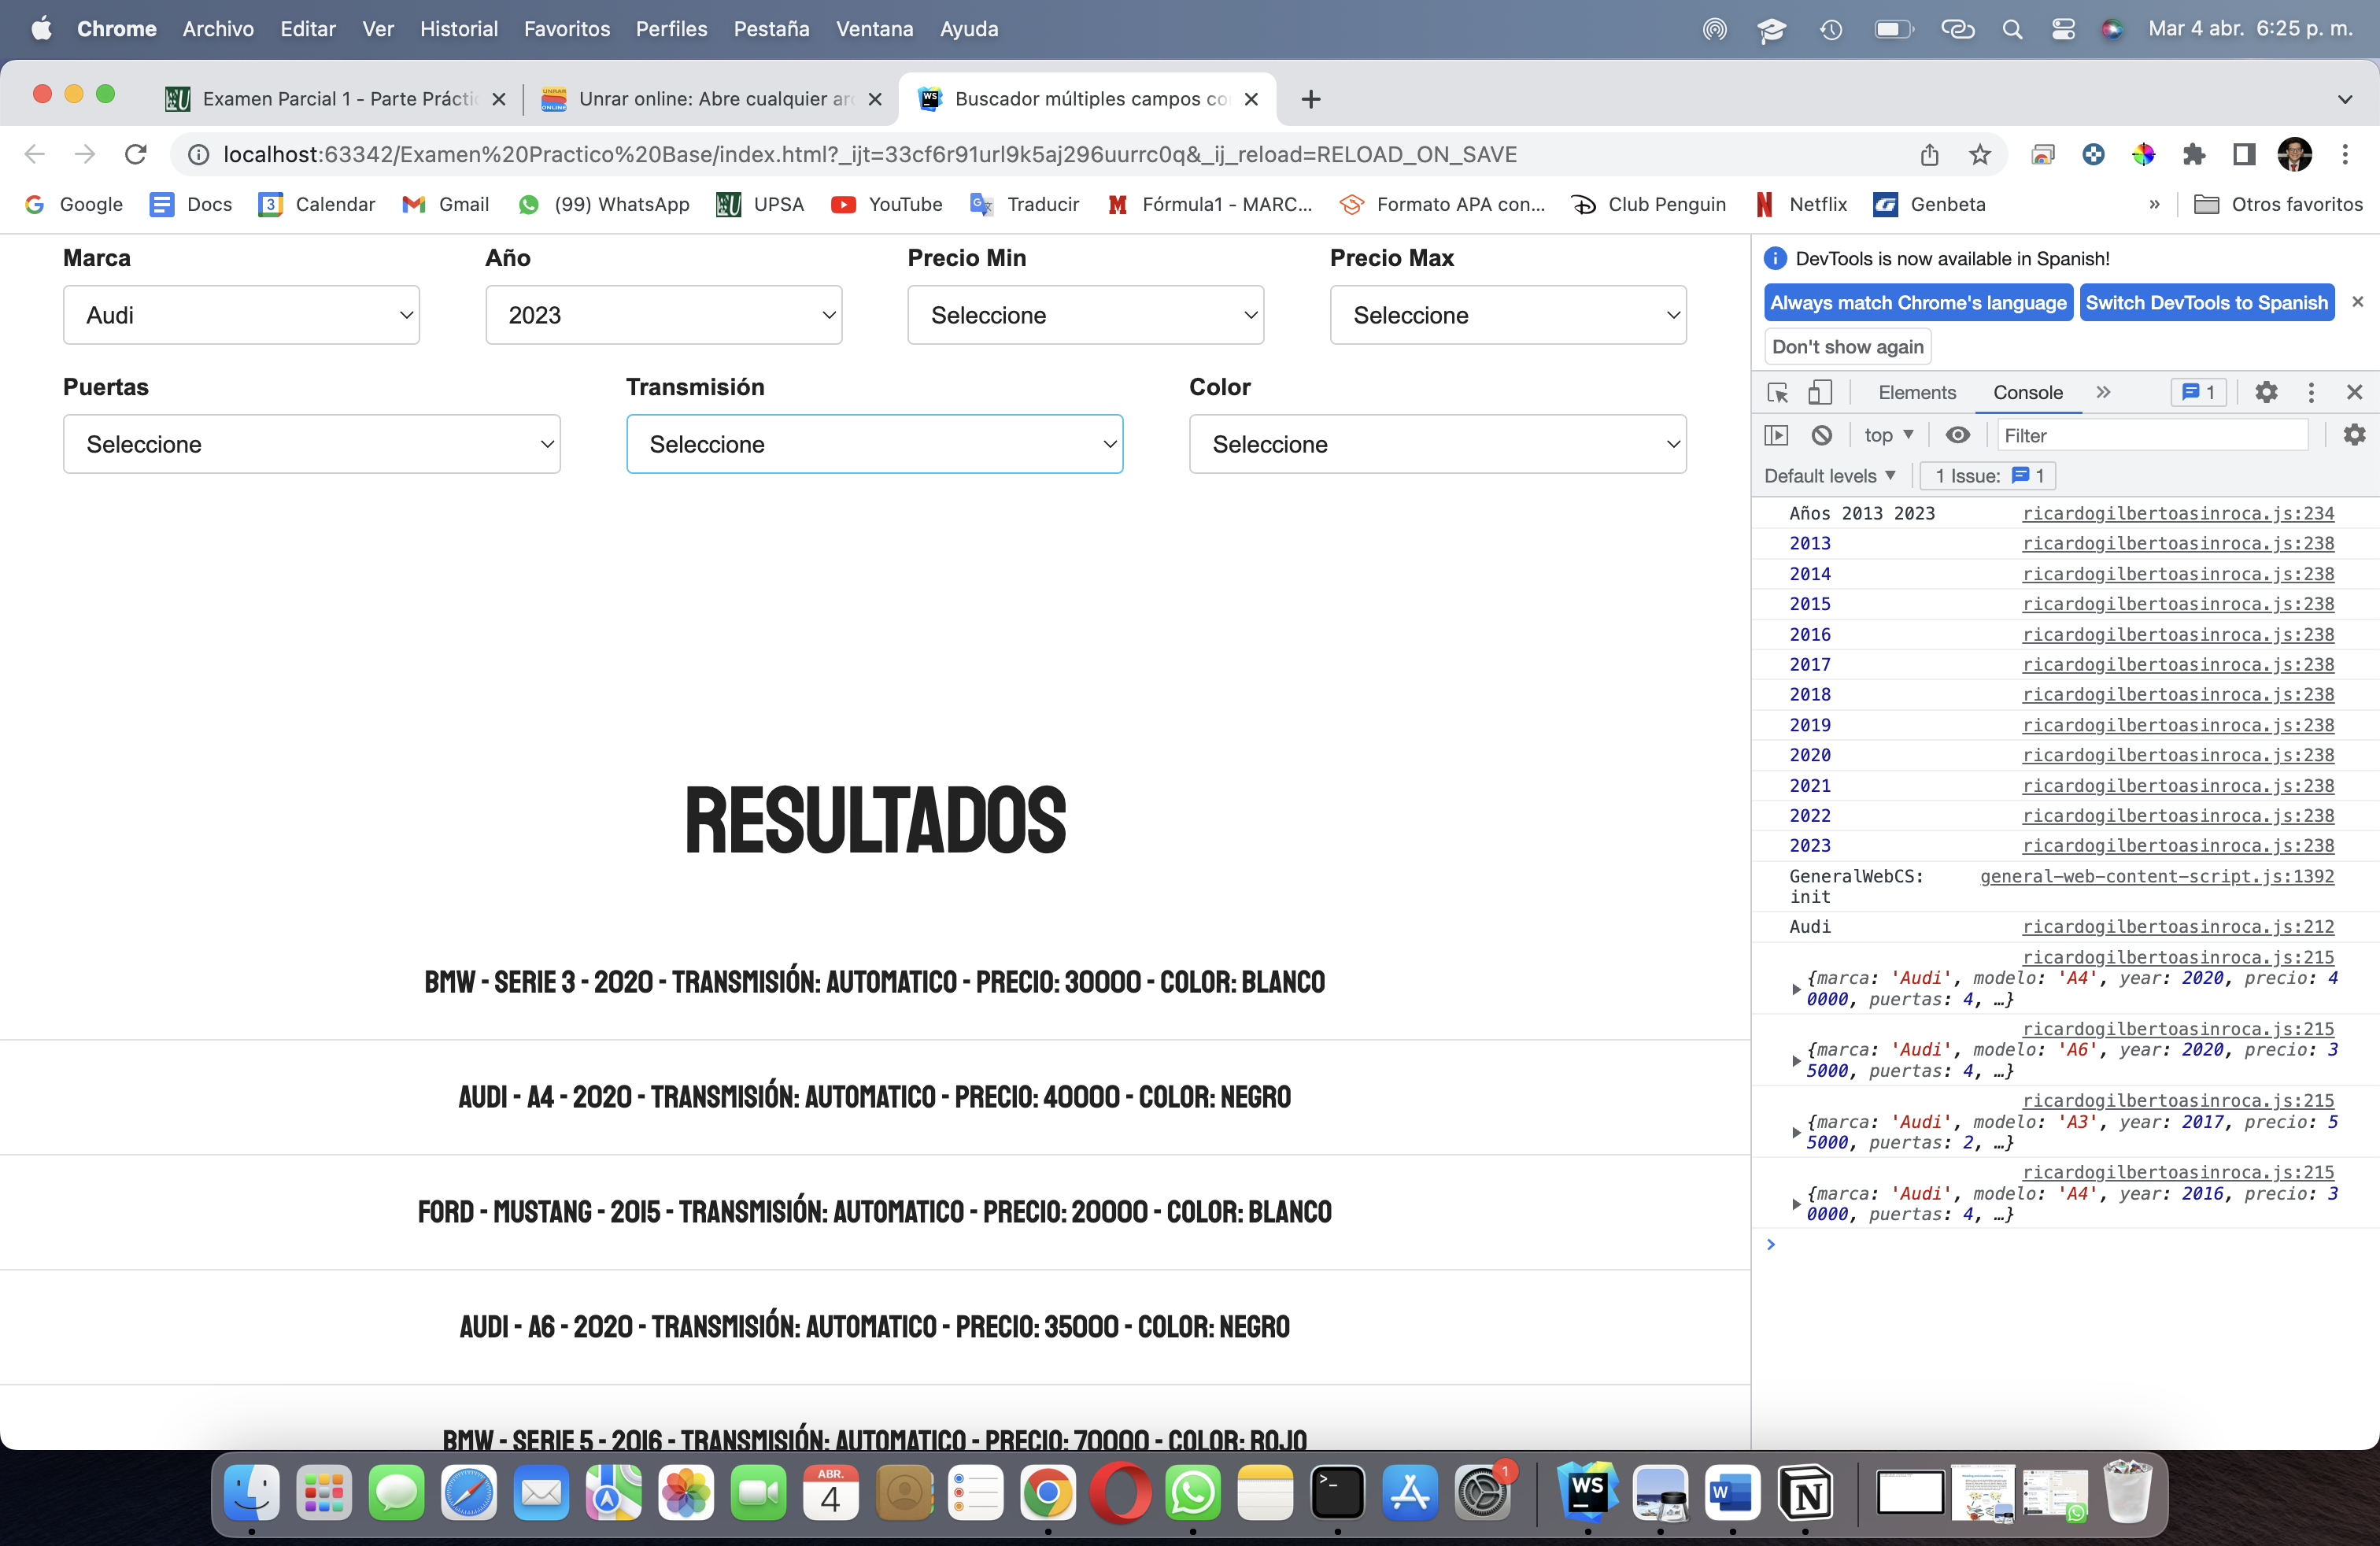 Chrome Archivo Editar Ver Historial Favoritos Perfiles Pestaña Ventana Ayuda Mar 4 abr. 6:25 p. m.
Examen Parcial 1 - Parte Práctic Unrar online: Abre cualquier arc Buscador múltiples campos co
localhost:63342/Examen%20Practico%20Base/index.html?_ijt=33cf6r91url9k5aj296uurrc0q&_ij_reload=RELOAD_ON_SAVE
Google Docs Calendar Gmail (99) WhatsApp UPSA YouTube Traducir Fórmula1 - MARC... Formato APA con... Club Penguin Netflix Genbeta » Otros favoritos
Marca Año Precio Min Precio Max
Audi 2023 Seleccione Seleccione
Puertas Transmisión Color
Seleccione Seleccione Seleccione
RESULTADOS
BMW - SERIE 3 - 2020 - TRANSMISIÓN: AUTOMATICO - PRECIO: 30000 - COLOR: BLANCO
AUDI - A4 - 2020 - TRANSMISIÓN: AUTOMATICO - PRECIO: 40000 - COLOR: NEGRO
FORD - MUSTANG - 2015 - TRANSMISIÓN: AUTOMATICO - PRECIO: 20000 - COLOR: BLANCO
AUDI - A6 - 2020 - TRANSMISIÓN: AUTOMATICO - PRECIO: 35000 - COLOR: NEGRO
BMW - SERIE 5 - 2016 - TRANSMISIÓN: AUTOMATICO - PRECIO: 70000 - COLOR: ROJO
DevTools is now available in Spanish!
Always match Chrome's language Switch DevTools to Spanish
Don't show again
Elements Console » 1
top Filter
Default levels 1 Issue: 1
Años 2013 2023 ricardogilbertoasinroca.js:234
2013 ricardogilbertoasinroca.js:238
2014 ricardogilbertoasinroca.js:238
2015 ricardogilbertoasinroca.js:238
2016 ricardogilbertoasinroca.js:238
2017 ricardogilbertoasinroca.js:238
2018 ricardogilbertoasinroca.js:238
2019 ricardogilbertoasinroca.js:238
2020 ricardogilbertoasinroca.js:238
2021 ricardogilbertoasinroca.js:238
2022 ricardogilbertoasinroca.js:238
2023 ricardogilbertoasinroca.js:238
GeneralWebCS: general-web-content-script.js:1392
init
Audi ricardogilbertoasinroca.js:212
ricardogilbertoasinroca.js:215
{marca: 'Audi', modelo: 'A4', year: 2020, precio: 4
0000, puertas: 4, …}
ricardogilbertoasinroca.js:215
{marca: 'Audi', modelo: 'A6', year: 2020, precio: 3
5000, puertas: 4, …}
ricardogilbertoasinroca.js:215
{marca: 'Audi', modelo: 'A3', year: 2017, precio: 5
5000, puertas: 2, …}
ricardogilbertoasinroca.js:215
{marca: 'Audi', modelo: 'A4', year: 2016, precio: 3
0000, puertas: 4, …}
ABR.
4
1
WS
W
N